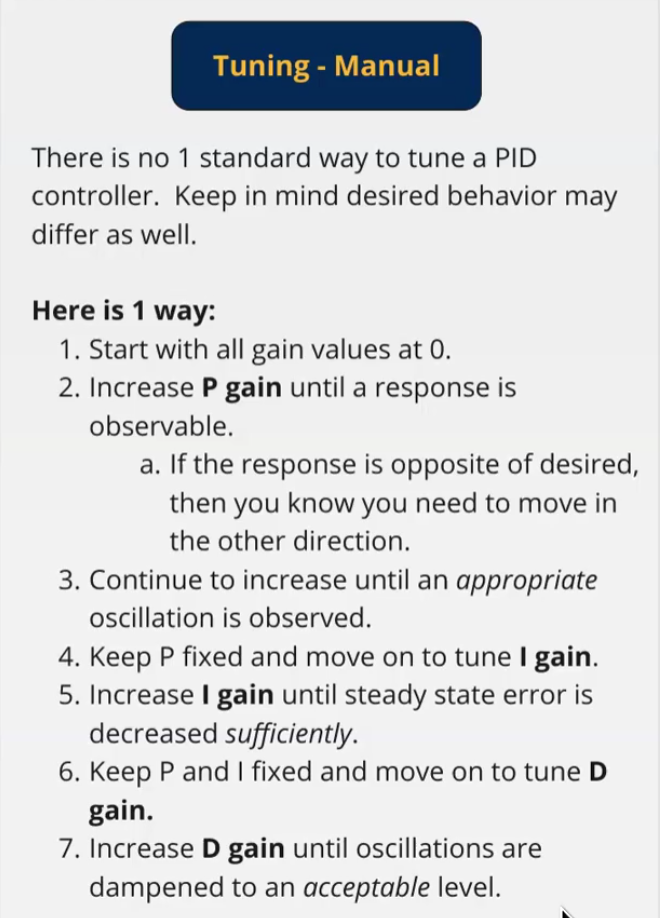 Tuning - Manual
There is no 1 standard way to tune a PID
controller.  Keep in mind desired behavior may
differ as well.
Here is 1 way:
1. Start with all gain values at 0.
2. Increase P gain until a response is
observable.
a. If the response is opposite of desired,
then you know you need to move in
the other direction.
3. Continue to increase until an appropriate
oscillation is observed.
4. Keep P fixed and move on to tune I gain.
5. Increase I gain until steady state error is
decreased sufficiently.
6. Keep P and I fixed and move on to tune D
gain.
7. Increase D gain until oscillations are
dampened to an acceptable level.